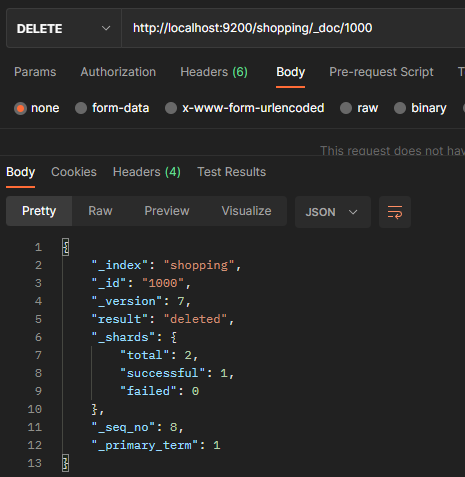 DELETE http://localhost:9200/shopping/_doc/1000
Params Authorization Headers (6) Body Pre-request Script
none form-data x-www-form-urlencoded raw binary
This request does not hav
Body Cookies Headers (4) Test Results
Pretty Raw Preview Visualize JSON
1 {
2 "_index": "shopping",
3 "_id": "1000",
4 "_version": 7,
5 "result": "deleted",
6 "_shards": {
7 "total": 2,
8 "successful": 1,
9 "failed": 0
10 },
11 "_seq_no": 8,
12 "_primary_term": 1
13 }